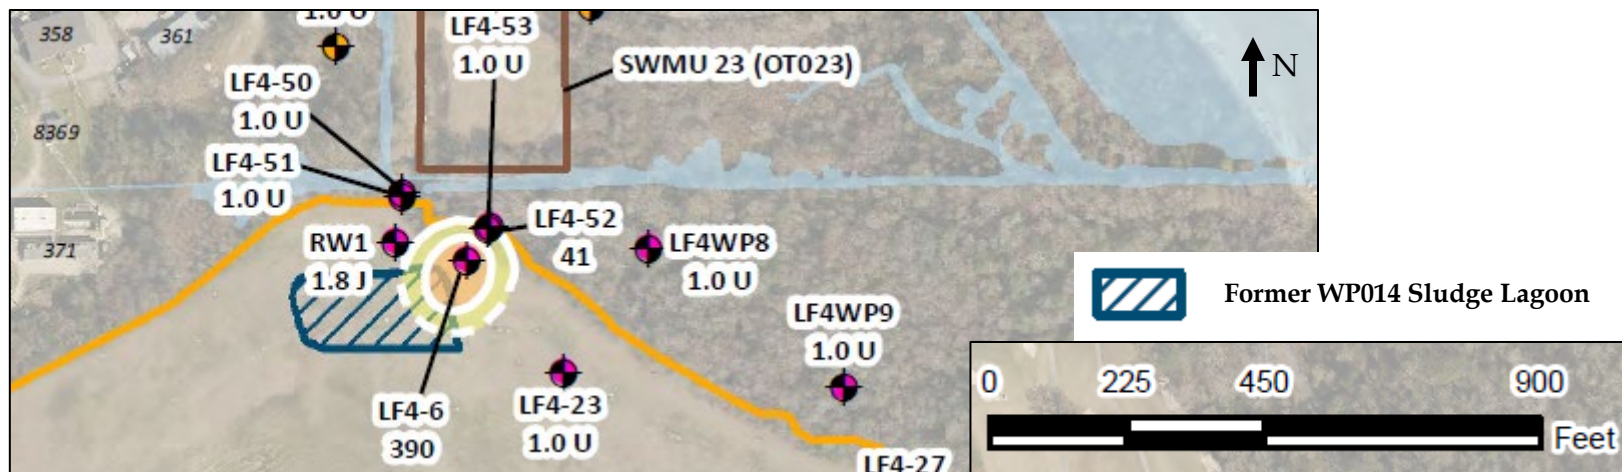 1.0 U
358
361
LF4-53
1.0 U
SWMU 23 (OT023)
N
LF4-50
1.0 U
8369
LF4-51
1.0 U
LF4-52
41
RW1
1.8 J
LF4WP8
1.0 U
371
Former WP014 Sludge Lagoon
LF4WP9
1.0 U
LF4-6
390
LF4-23
1.0 U
LF4-27
0 225 450 900
Feet